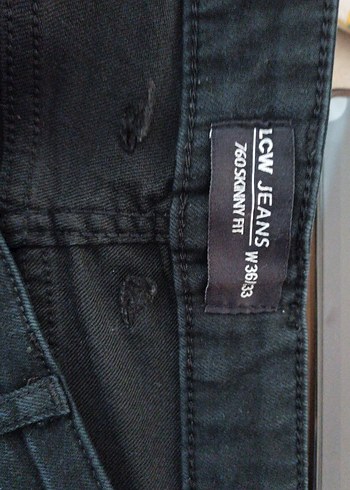 LCW JEANS
760.SKINNY FIT W 36/33